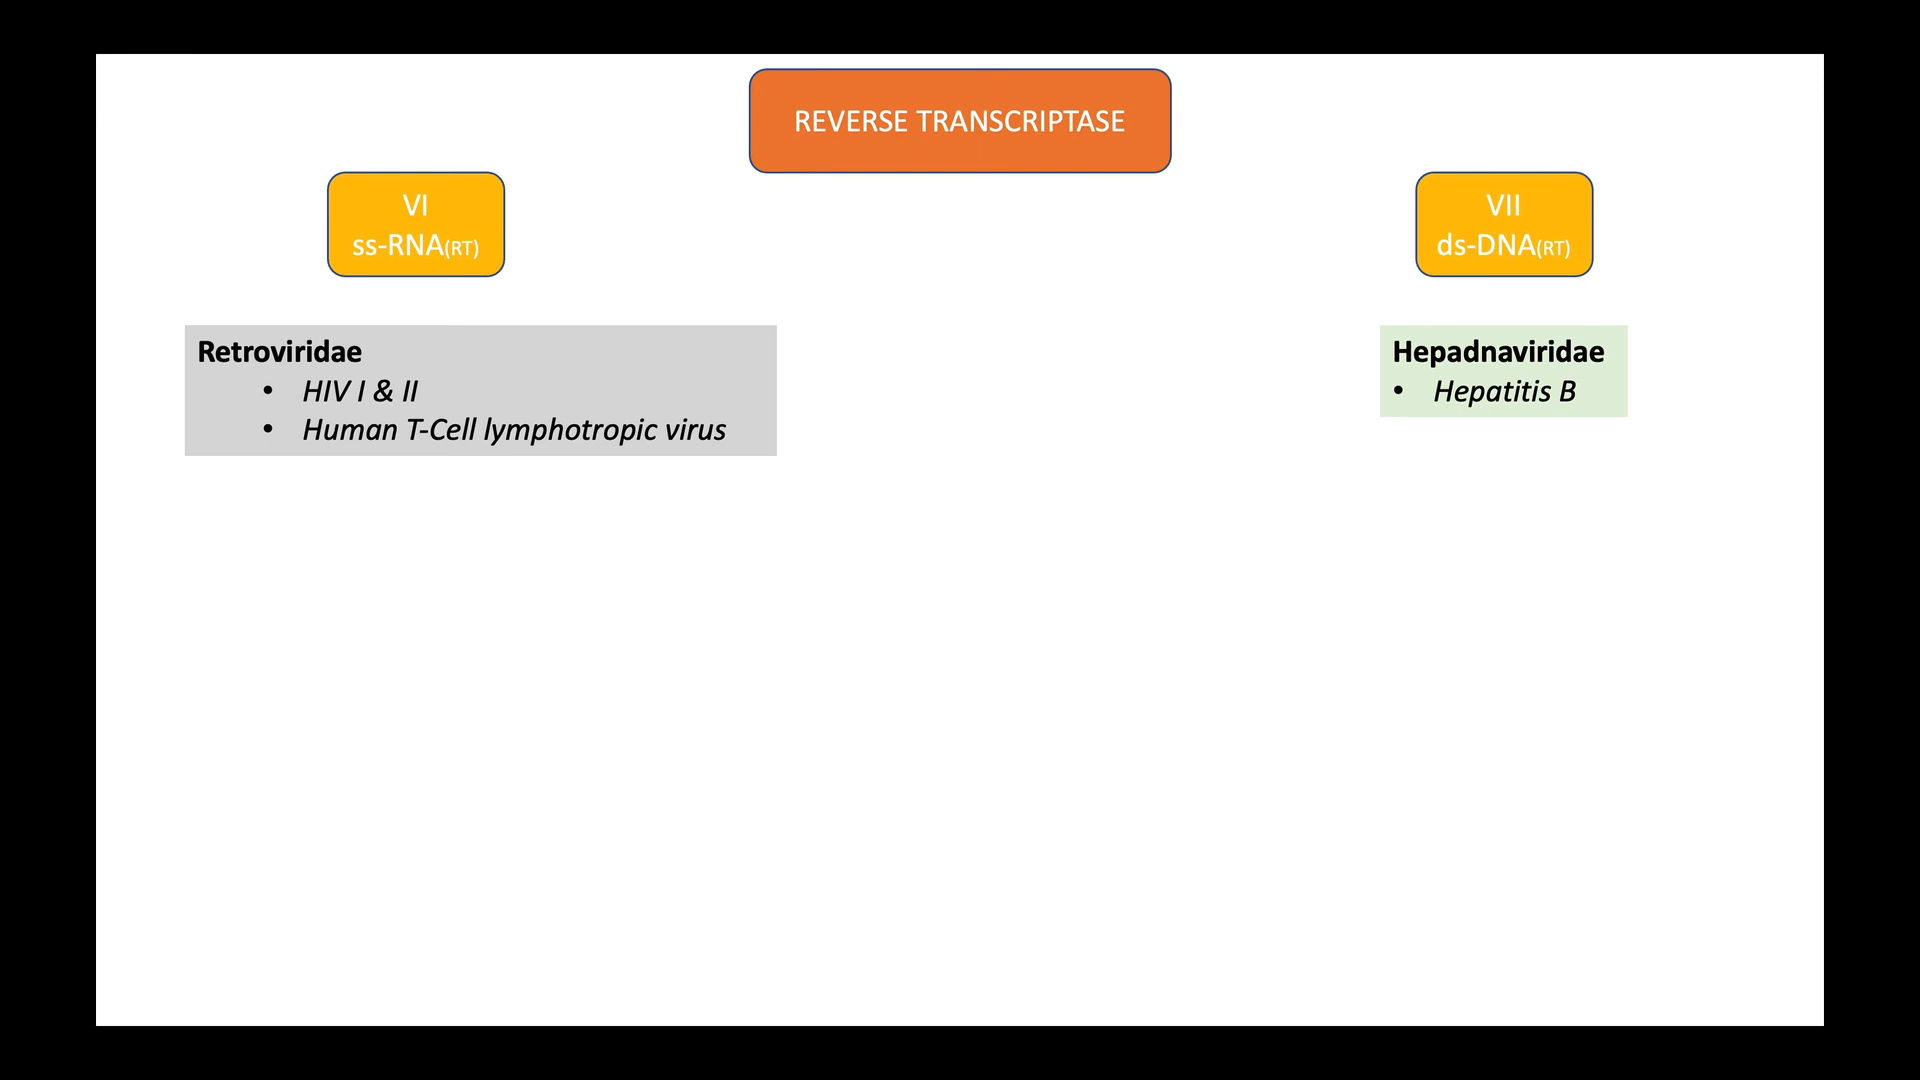 REVERSE TRANSCRIPTASE
VI
ss-RNA(RT)
VII
ds-DNA(RT)
Retroviridae
• HIV I & II
• Human T-Cell lymphotropic virus
Hepadnaviridae
• Hepatitis B